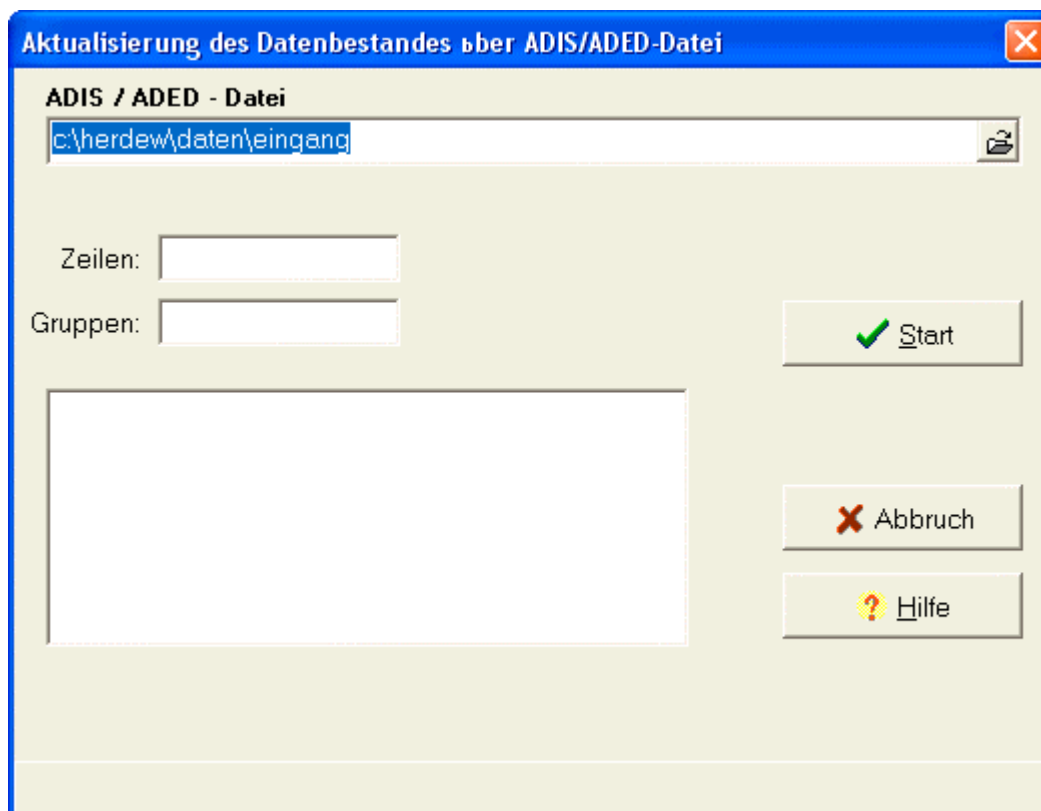 Aktualisierung des Datenbestandes ьber ADIS/ADED-Datei
ADIS / ADED - Datei
c:\herdew\daten\eingang
Zeilen:
Gruppen:
Start
Abbruch
Hilfe